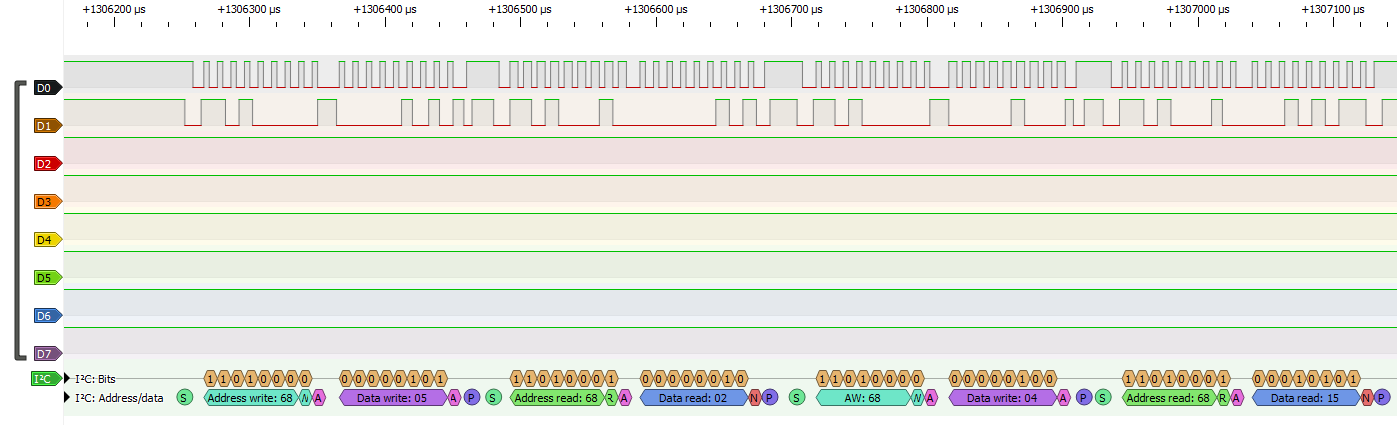 +1306200 µs +1306300 µs +1306400 µs +1306500 µs +1306600 µs +1306700 µs +1306800 µs +1306900 µs +1307000 µs +1307100 µs
D0
D1
D2
D3
D4
D5
D6
D7
I²C I²C: Bits 1 1 0 1 0 0 0 0 0 0 0 0 0 0 1 0 1 1 1 0 1 0 0 0 1 0 0 0 0 0 0 1 0 1 1 0 1 0 0 0 0 0 0 0 0 0 1 0 0 1 1 0 1 0 0 0 1 0 0 0 1 0 1 0 1
I²C: Address/data S Address write: 68 W A Data write: 05 A P S Address read: 68 R A Data read: 02 N P S AW: 68 W A Data write: 04 A P S Address read: 68 R A Data read: 15 N P